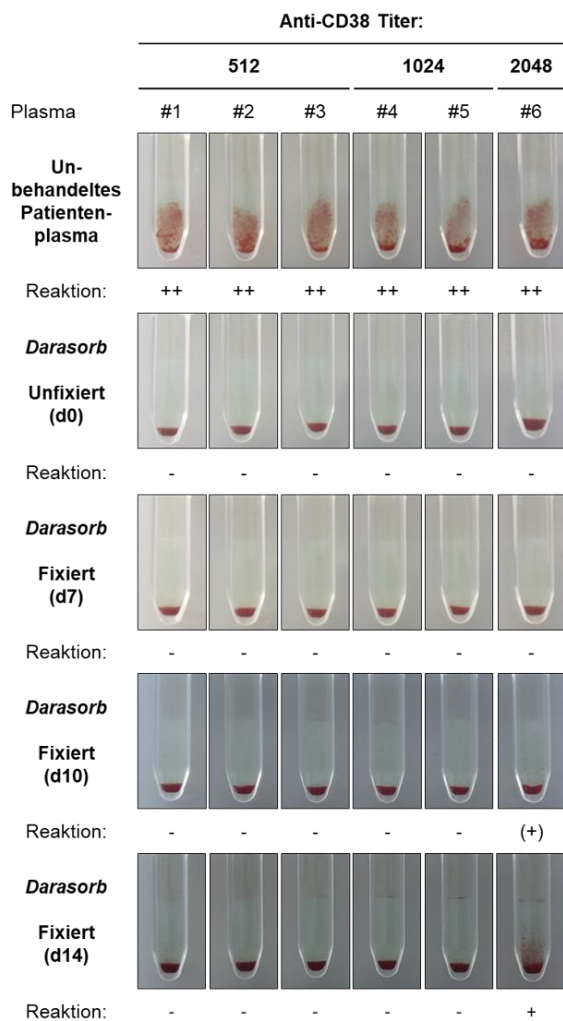 Anti-CD38 Titer:
512 1024 2048
Plasma #1 #2 #3 #4 #5 #6
Un-
behandeltes
Patienten-
plasma
Reaktion: ++ ++ ++ ++ ++ ++
Darasorb
Unfixiert
(d0)
Reaktion: - - - - - -
Darasorb
Fixiert
(d7)
Reaktion: - - - - - -
Darasorb
Fixiert
(d10)
Reaktion: - - - - - (+)
Darasorb
Fixiert
(d14)
Reaktion: - - - - - +